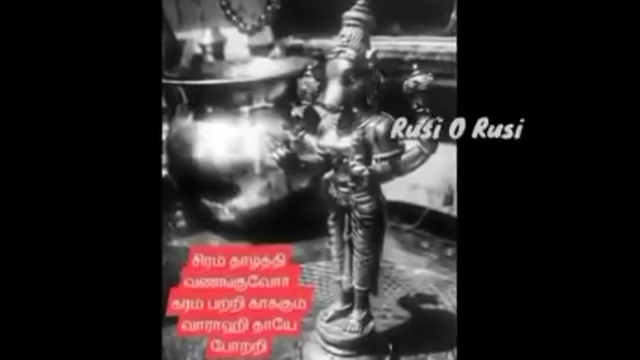 Rusi O Rusi
சிரம் தாழ்த்தி
வணங்குவோர்
கரம் பற்றி காக்கும்
வாராஹி தாயே
போற்றி